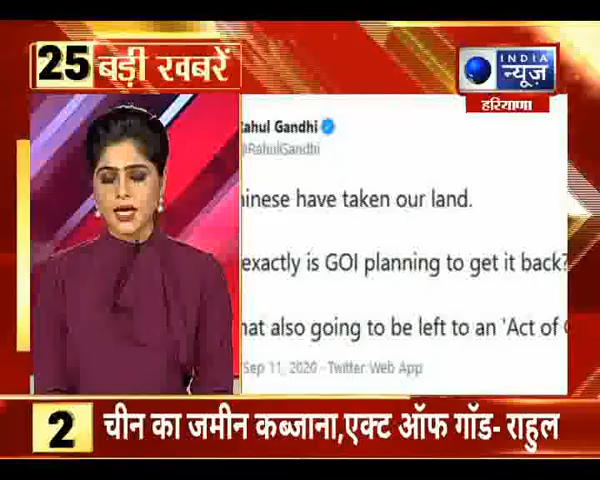 25 बड़ी खबरें
INDIA
न्यूज़
हरियाणा
Rahul Gandhi
@RahulGandhi
hinese have taken our land.
exactly is GOI planning to get it back?
hat also going to be left to an 'Act of G
Sep 11, 2020 · Twitter Web App
2 चीन का जमीन कब्जाना,एक्ट ऑफ गॉड- राहुल